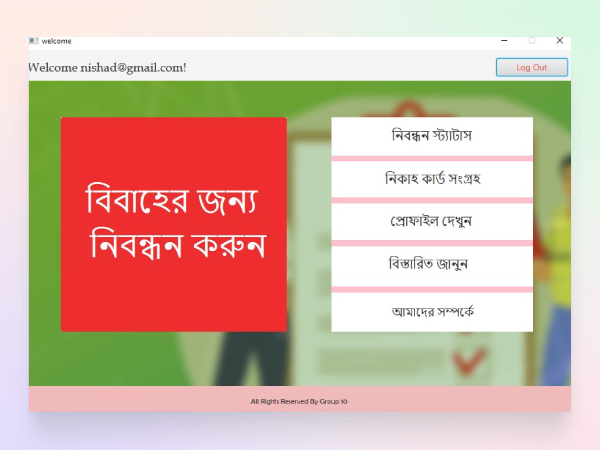 welcome
Welcome nishad@gmail.com!
Log Out
বিবাহের জন্য
নিবন্ধন করুন
নিবন্ধন স্ট্যাটাস
নিকাহ কার্ড সংগ্রহ
প্রোফাইল দেখুন
বিস্তারিত জানুন
আমাদের সম্পর্কে
All Rights Reserved By Group 10